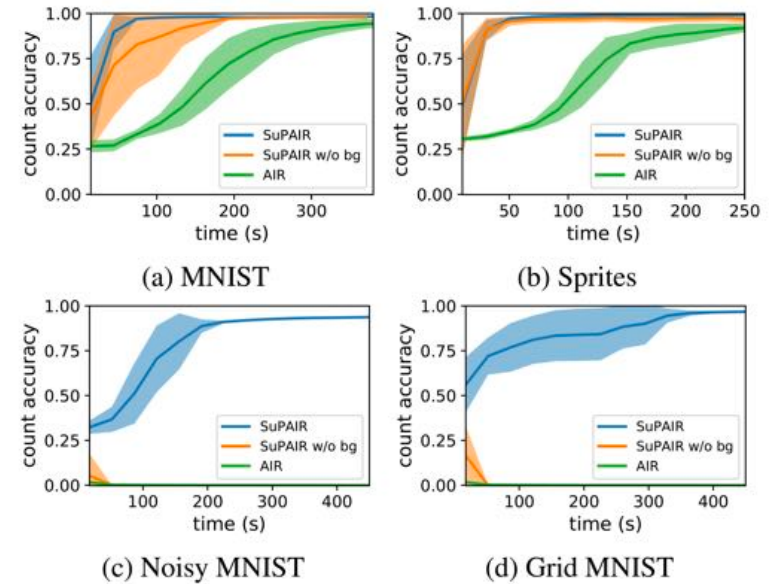 1.00
0.75
0.50
0.25
0.00
count accuracy
SuPAIR
SuPAIR w/o bg
AIR
100 200 300
time (s)
(a) MNIST
1.00
0.75
0.50
0.25
0.00
count accuracy
SuPAIR
SuPAIR w/o bg
AIR
50 100 150 200 250
time (s)
(b) Sprites
1.00
0.75
0.50
0.25
0.00
count accuracy
SuPAIR
SuPAIR w/o bg
AIR
100 200 300 400
time (s)
(c) Noisy MNIST
1.00
0.75
0.50
0.25
0.00
count accuracy
SuPAIR
SuPAIR w/o bg
AIR
100 200 300 400
time (s)
(d) Grid MNIST